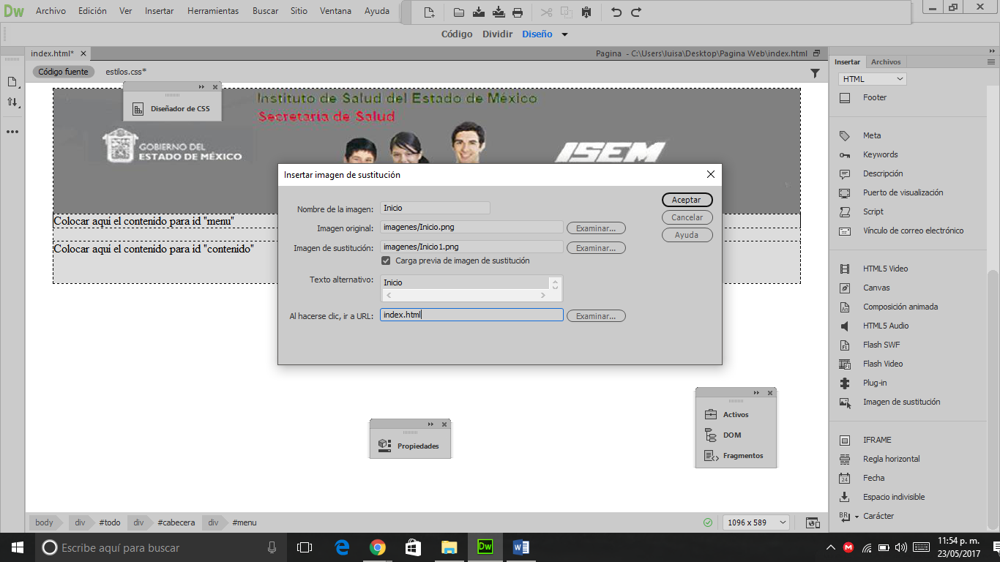 Dw Archivo Edición Ver Insertar Herramientas Buscar Sitio Ventana Ayuda
Código Dividir Diseño
index.html* Pagina - C:\Users\luisa\Desktop\Pagina Web\index.html
Código fuente estilos.css*
Diseñador de CSS
Instituto de Salud del Estado de México
Secretaria de Salud
GOBIERNO DEL
ESTADO DE MÉXICO
ISEM
Colocar aquí el contenido para id "menu"
Colocar aquí el contenido para id "contenido"
Insertar imagen de sustitución
Nombre de la imagen: Inicio
Imagen original: imagenes/Inicio.png Examinar...
Imagen de sustitución: imagenes/Inicio1.png Examinar...
Carga previa de imagen de sustitución
Texto alternativo: Inicio
Al hacerse clic, ir a URL: index.html Examinar...
Aceptar
Cancelar
Ayuda
Propiedades
Activos
DOM
Fragmentos
Insertar Archivos
HTML
Footer
Meta
Keywords
Descripción
Puerto de visualización
Script
Vínculo de correo electrónico
HTML5 Video
Canvas
Composición animada
HTML5 Audio
Flash SWF
Flash Video
Plug-in
Imagen de sustitución
IFRAME
Regla horizontal
Fecha
Espacio indivisible
BR Carácter
body div #todo div #cabecera div #menu 1096 x 589
Escribe aquí para buscar
Dw
11:54 p. m.
23/05/2017